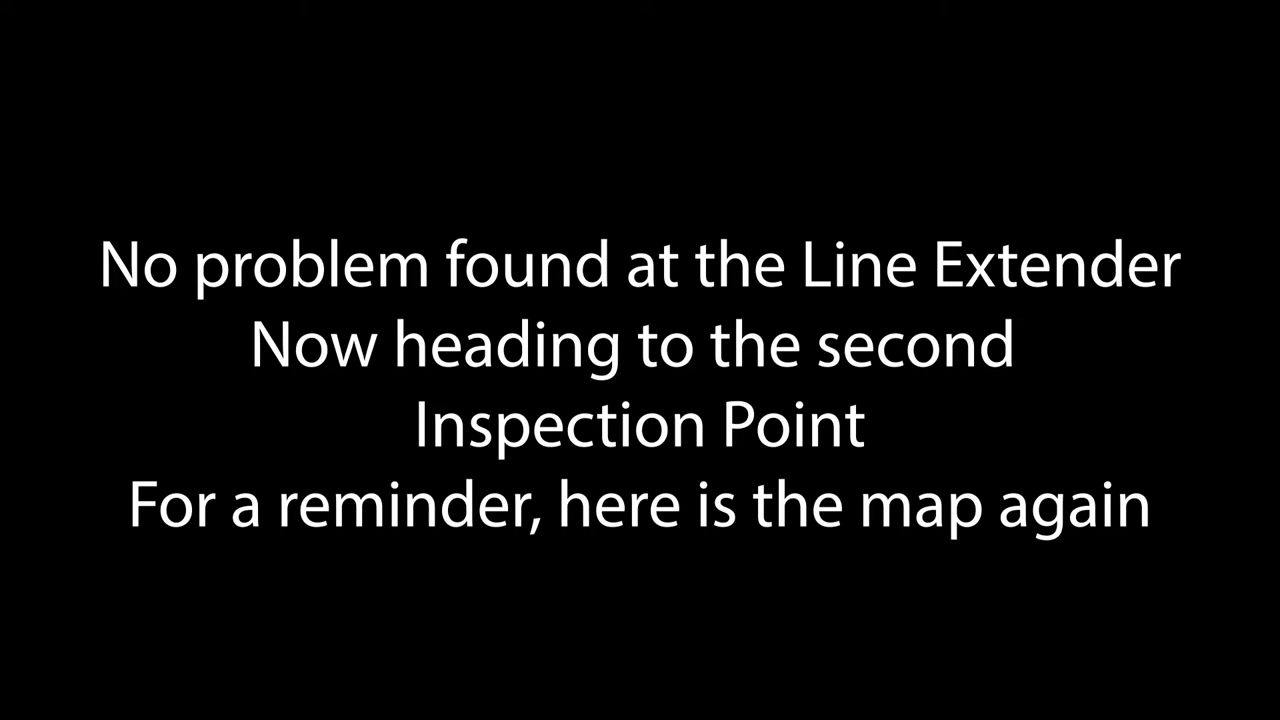 No problem found at the Line Extender
Now heading to the second
Inspection Point
For a reminder, here is the map again